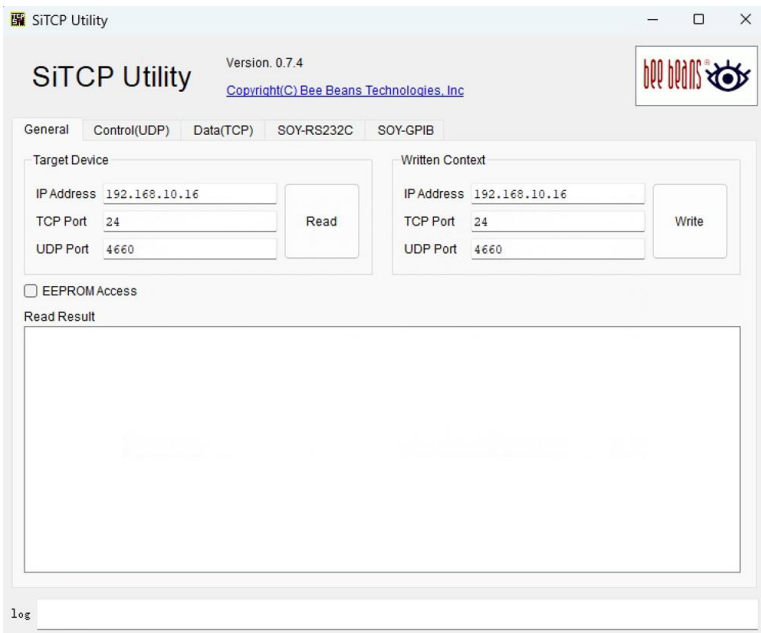 SiTCP Utility
SiTCP Utility
Version. 0.7.4
Copyright(C) Bee Beans Technologies, Inc
bee beans®
General
Control(UDP)
Data(TCP)
SOY-RS232C
SOY-GPIB
Target Device
IP Address 192.168.10.16
TCP Port 24
UDP Port 4660
Read
Written Context
IP Address 192.168.10.16
TCP Port 24
UDP Port 4660
Write
EEPROM Access
Read Result
log